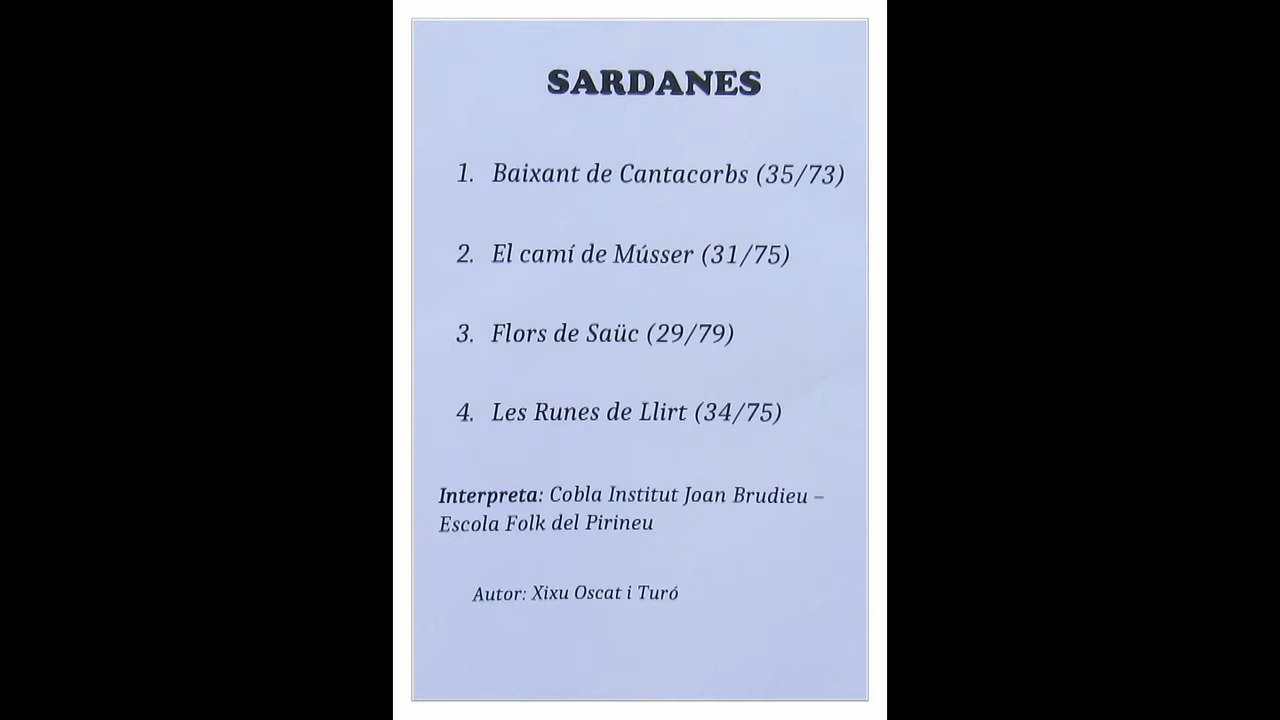 SARDANES
1. Baixant de Cantacorbs (35/73)
2. El camí de Músser (31/75)
3. Flors de Saüc (29/79)
4. Les Runes de Llirt (34/75)
Interpreta: Cobla Institut Joan Brudieu –
Escola Folk del Pirineu
Autor: Xixu Oscat i Turó